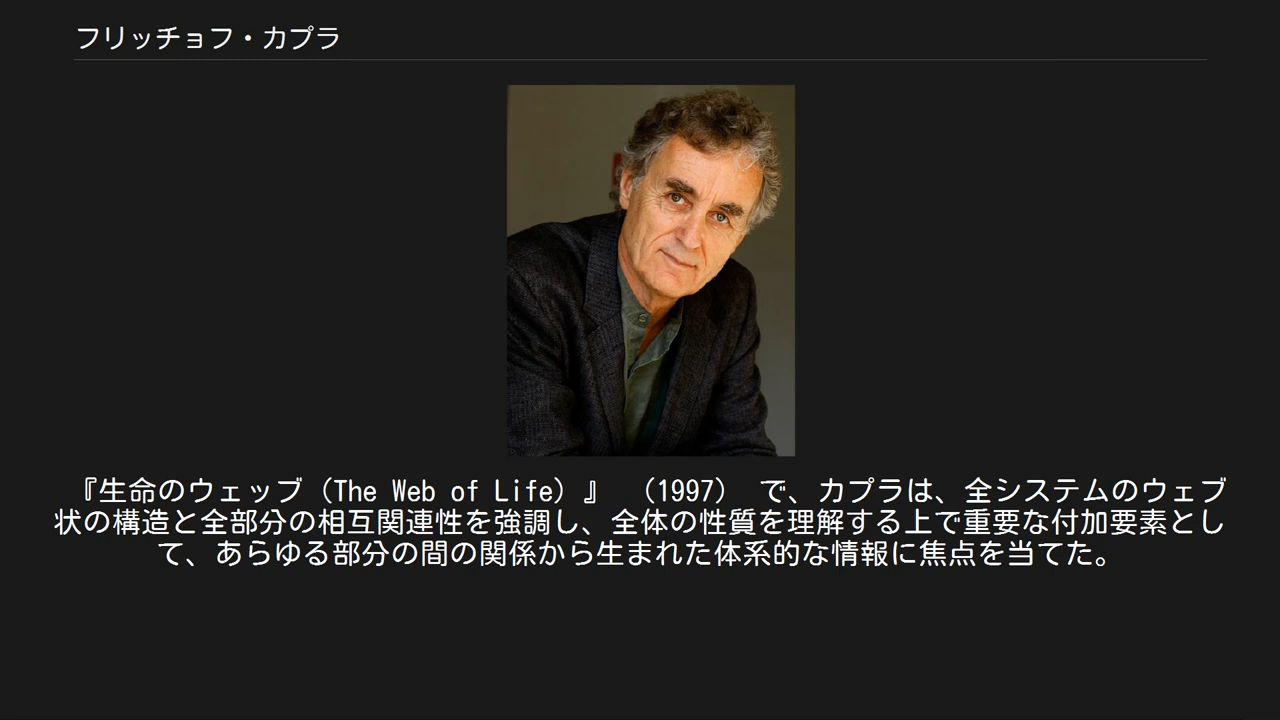 フリッチョフ・カプラ
『生命のウェッブ（The Web of Life）』 （1997） で、カプラは、全システムのウェブ
状の構造と全部分の相互関連性を強調し、全体の性質を理解する上で重要な付加要素とし
て、あらゆる部分の間の関係から生まれた体系的な情報に焦点を当てた。